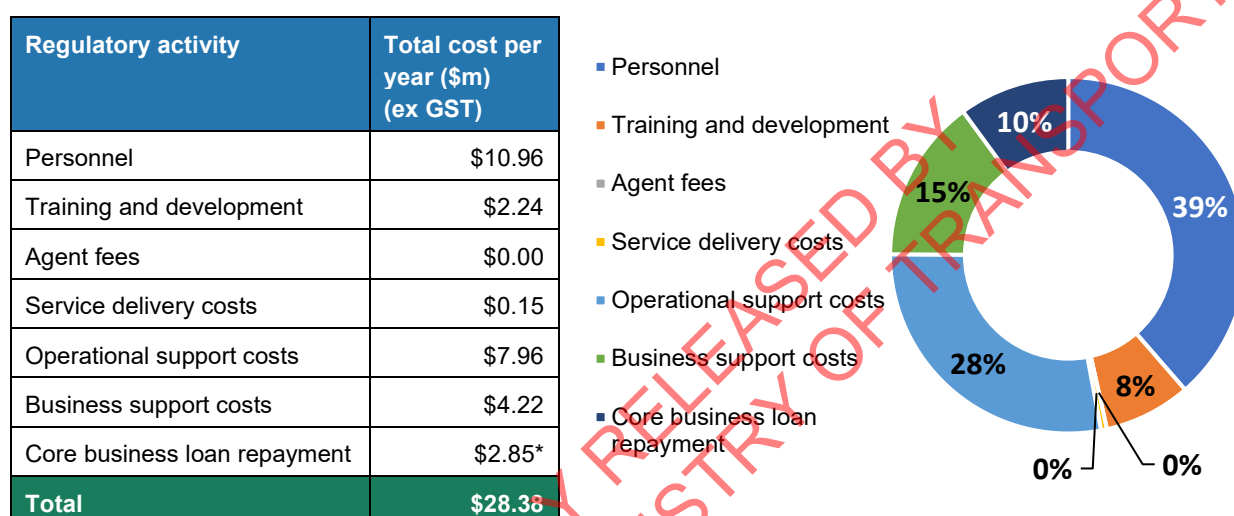 Regulatory activity
Total cost per
year ($m)
(ex GST)
Personnel $10.96
Training and development $2.24
Agent fees $0.00
Service delivery costs $0.15
Operational support costs $7.96
Business support costs $4.22
Core business loan repayment $2.85*
Total $28.38
Personnel
Training and development
Agent fees
Service delivery costs
Operational support costs
Business support costs
Core business loan
repayment
10%
15%
39%
28%
8%
0%
0%
RELEASED BY
OF TRANSPORT